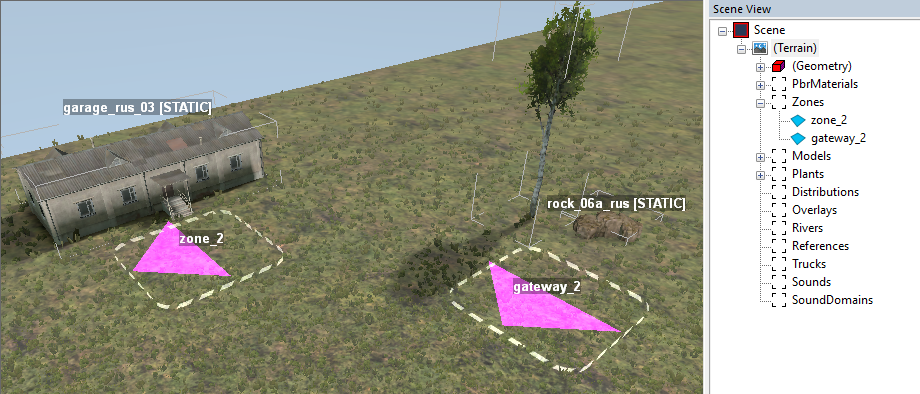 Scene View
Scene
(Terrain)
(Geometry)
PbrMaterials
Zones
zone_2
gateway_2
Models
Plants
Distributions
Overlays
Rivers
References
Trucks
Sounds
SoundDomains
garage_rus_03 [STATIC]
rock_06a_rus [STATIC]
zone_2
gateway_2